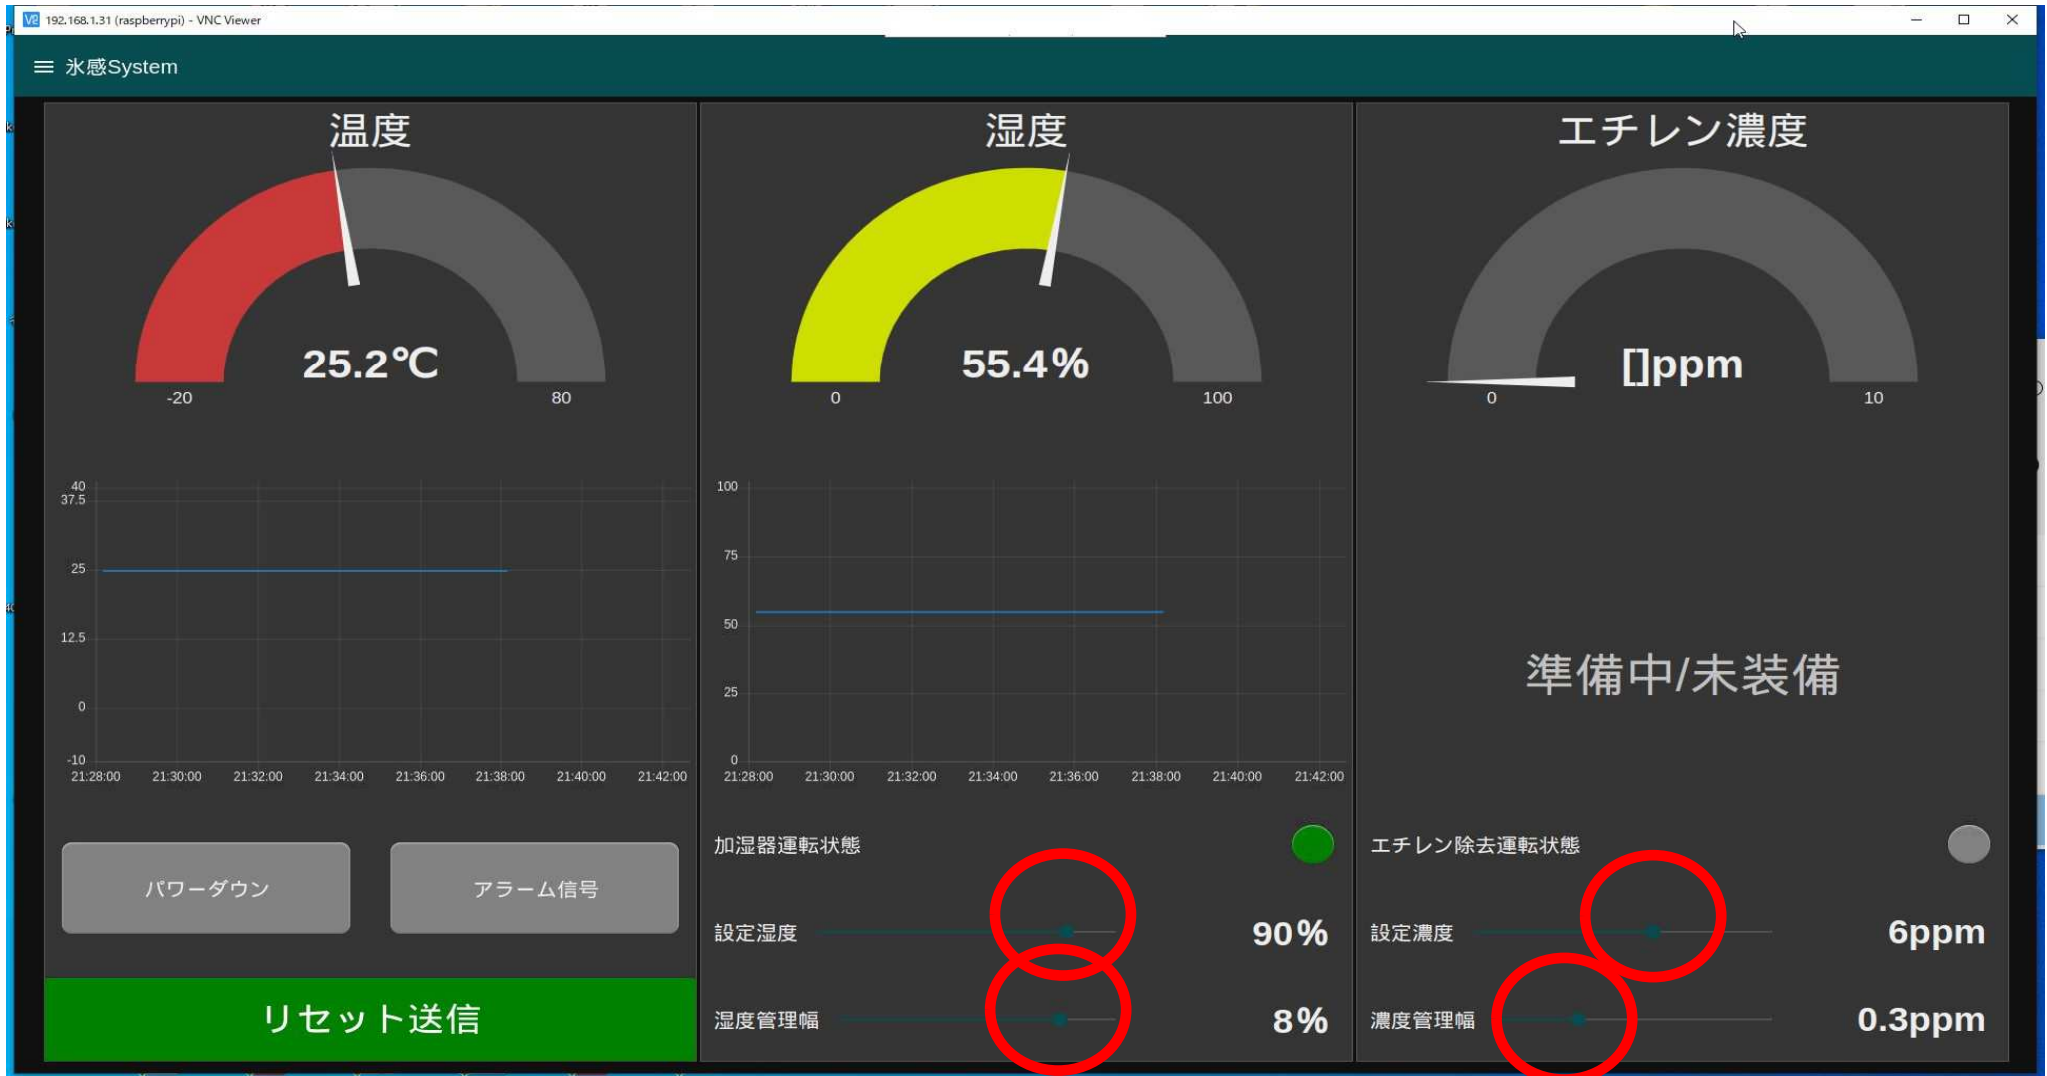 192.168.1.31 (raspberrypi) - VNC Viewer
氷感System
温度
25.2℃
-20
80
40
37.5
25
12.5
0
-10
21:28:00 21:30:00 21:32:00 21:34:00 21:36:00 21:38:00 21:40:00 21:42:00
パワーダウン
アラーム信号
リセット送信
湿度
55.4%
0
100
100
75
50
25
0
21:28:00 21:30:00 21:32:00 21:34:00 21:36:00 21:38:00 21:40:00 21:42:00
加湿器運転状態
設定湿度 90%
湿度管理幅 8%
エチレン濃度
[]ppm
0
10
準備中/未装備
エチレン除去運転状態
設定濃度 6ppm
濃度管理幅 0.3ppm